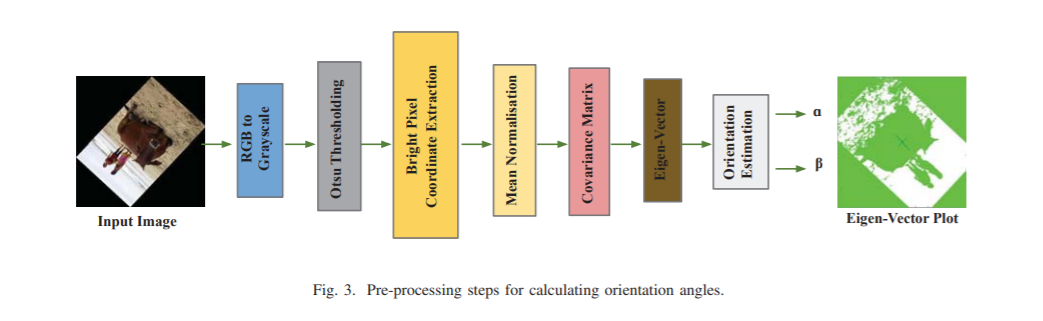 Input Image
RGB to
Grayscale
Otsu Thresholding
Bright Pixel
Coordinate Extraction
Mean Normalisation
Covariance Matrix
Eigen-Vector
Orientation
Estimation
α
β
Eigen-Vector Plot
Fig. 3. Pre-processing steps for calculating orientation angles.